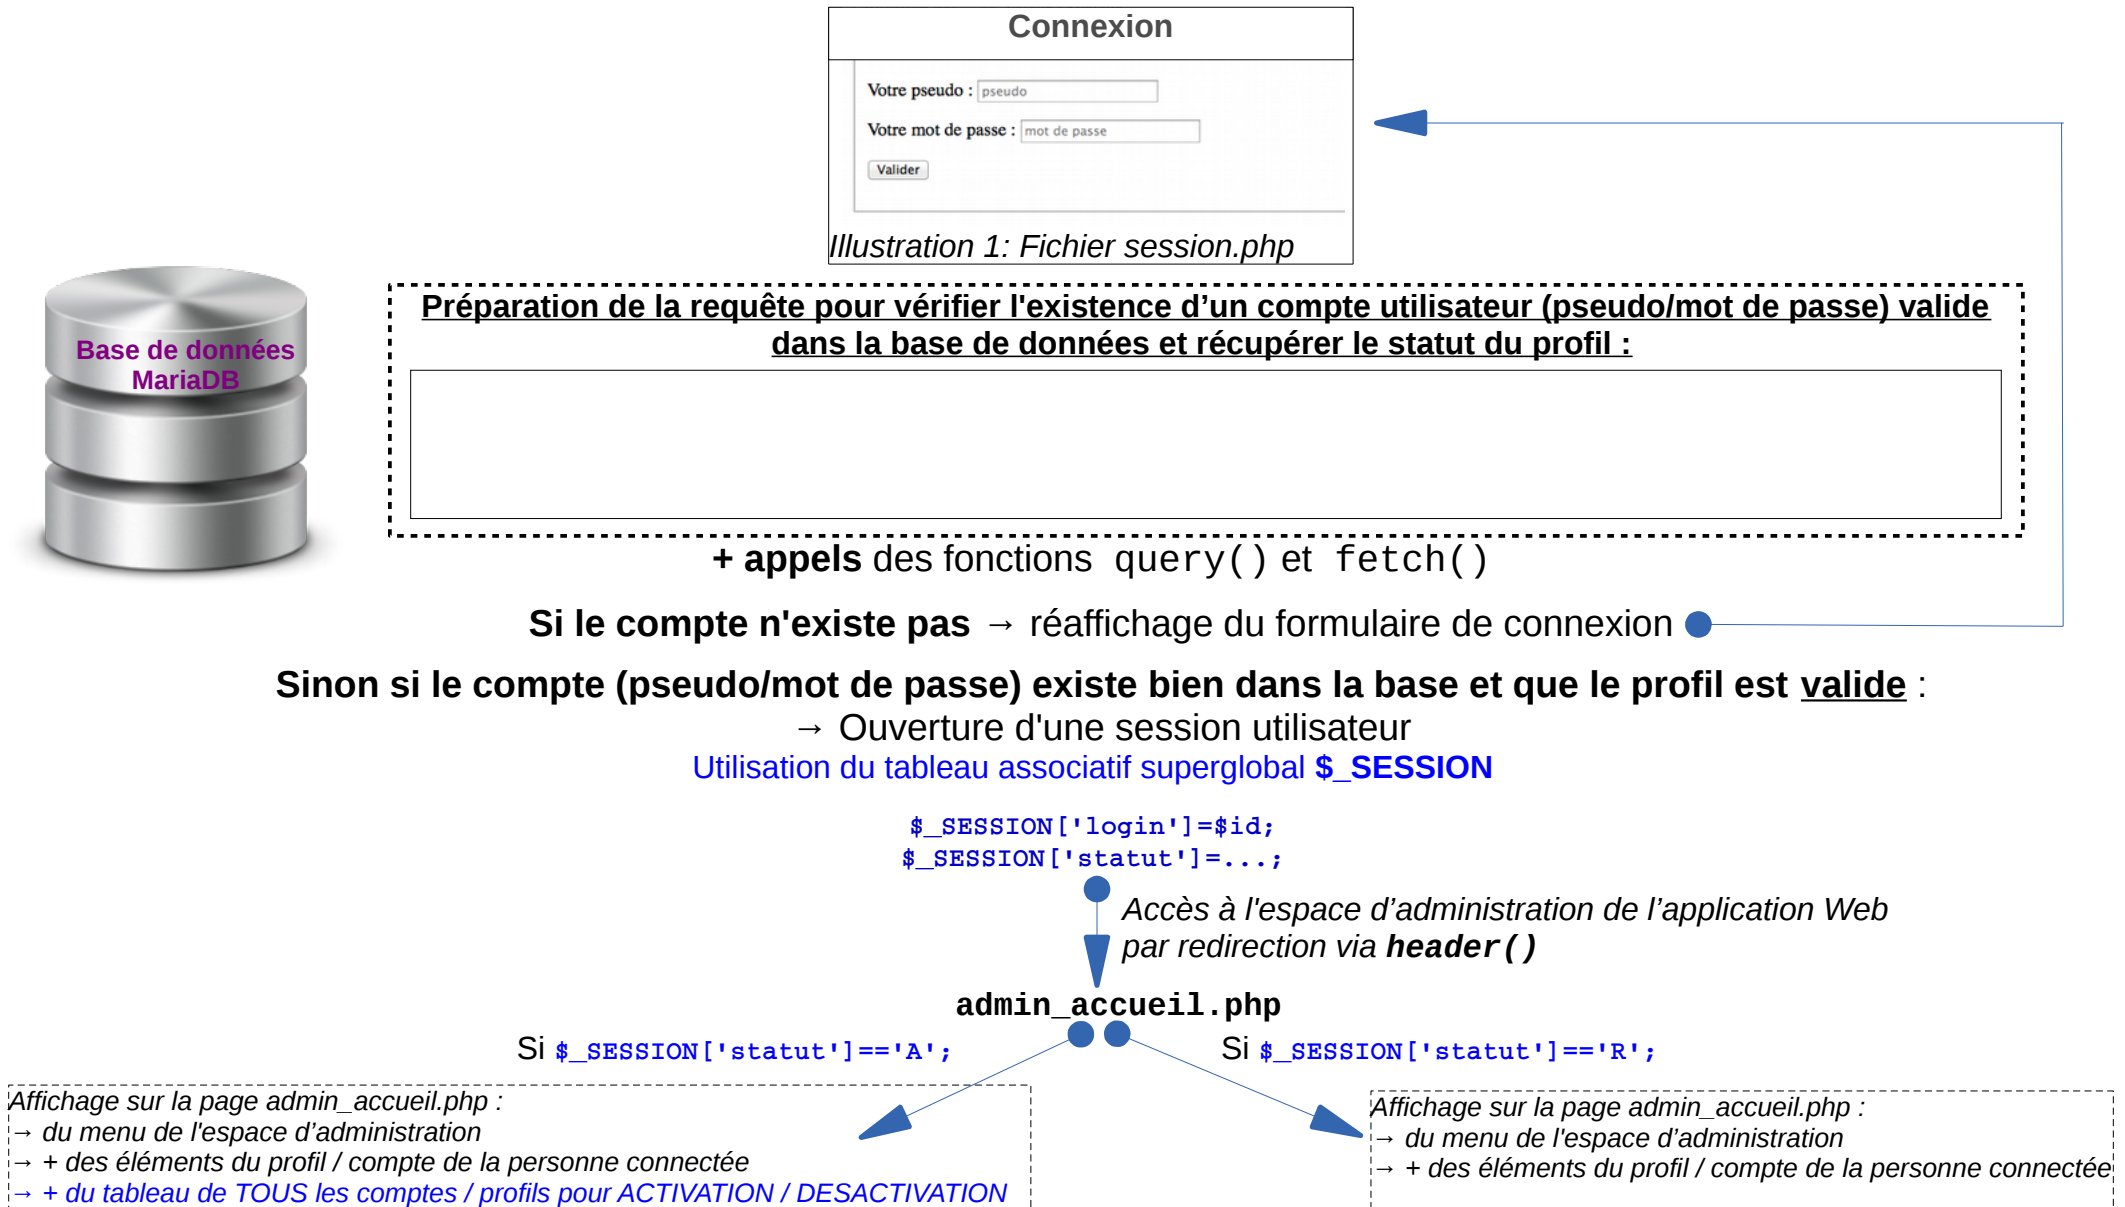 Connexion
Votre pseudo : pseudo
Votre mot de passe : mot de passe
Valider
Illustration 1: Fichier session.php
Base de données
MariaDB
Préparation de la requête pour vérifier l'existence d’un compte utilisateur (pseudo/mot de passe) valide
dans la base de données et récupérer le statut du profil :
+ appels des fonctions query() et fetch()
Si le compte n'existe pas → réaffichage du formulaire de connexion
Sinon si le compte (pseudo/mot de passe) existe bien dans la base et que le profil est valide :
→ Ouverture d'une session utilisateur
Utilisation du tableau associatif superglobal $_SESSION
$_SESSION['login']=$id;
$_SESSION['statut']=...;
Accès à l'espace d’administration de l’application Web
par redirection via header()
admin_accueil.php
Si $_SESSION['statut']=='A';
Si $_SESSION['statut']=='R';
Affichage sur la page admin_accueil.php :
→ du menu de l'espace d’administration
→ + des éléments du profil / compte de la personne connectée
→ + du tableau de TOUS les comptes / profils pour ACTIVATION / DESACTIVATION
Affichage sur la page admin_accueil.php :
→ du menu de l'espace d’administration
→ + des éléments du profil / compte de la personne connectée